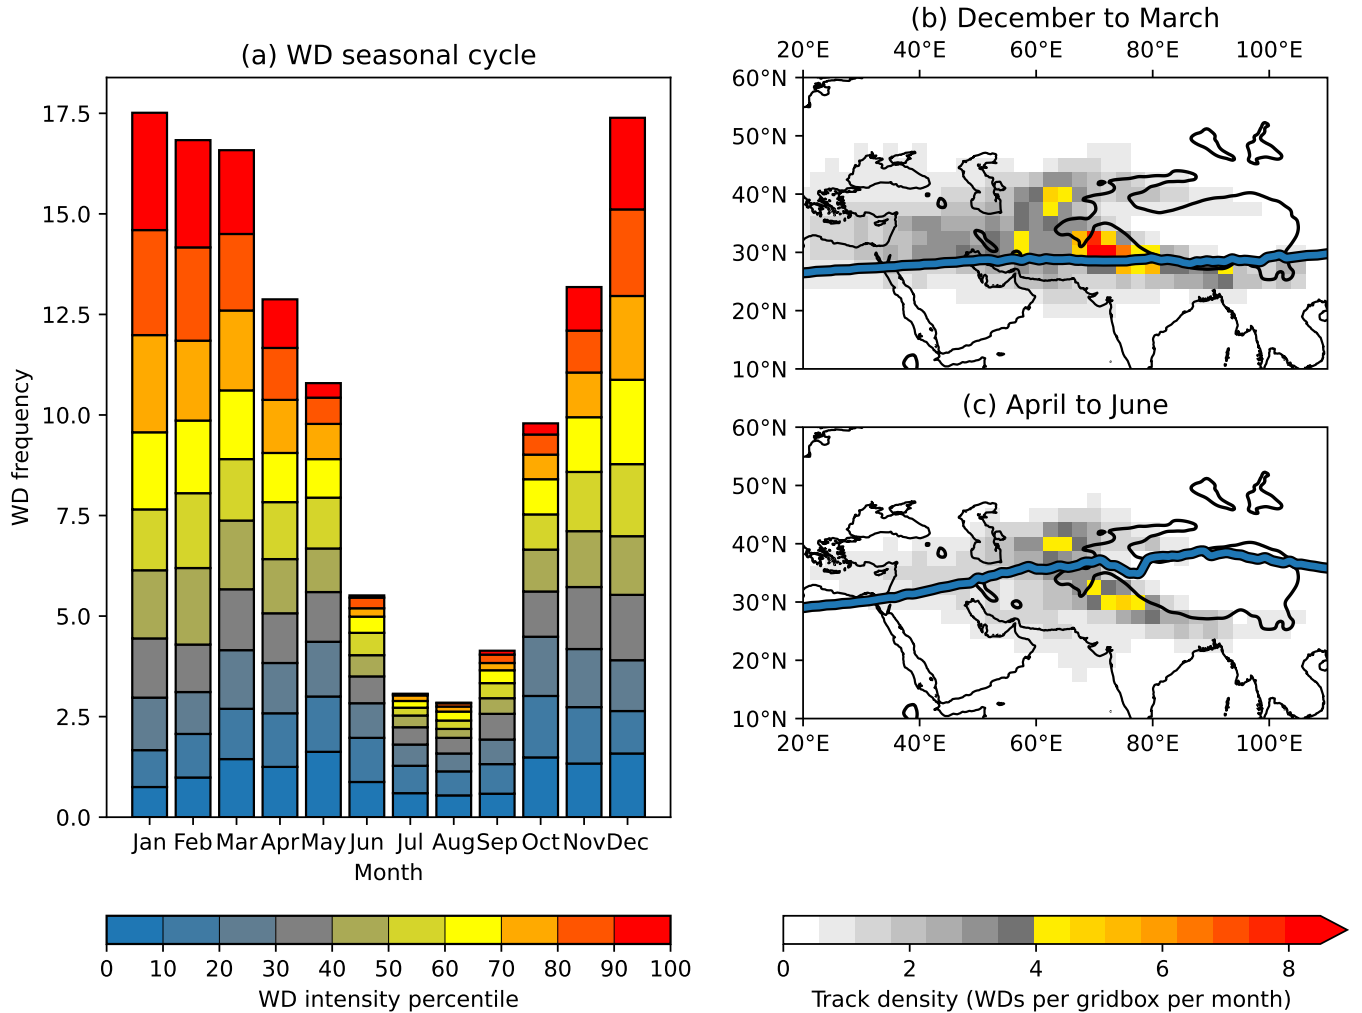 (a) WD seasonal cycle
WD frequency
17.5
15.0
12.5
10.0
7.5
5.0
2.5
0.0
Jan Feb Mar Apr May Jun Jul Aug Sep Oct Nov Dec
Month
0 10 20 30 40 50 60 70 80 90 100
WD intensity percentile
(b) December to March
20°E 40°E 60°E 80°E 100°E
60°N
50°N
40°N
30°N
20°N
10°N
(c) April to June
60°N
50°N
40°N
30°N
20°N
10°N
20°E 40°E 60°E 80°E 100°E
0 2 4 6 8
Track density (WDs per gridbox per month)